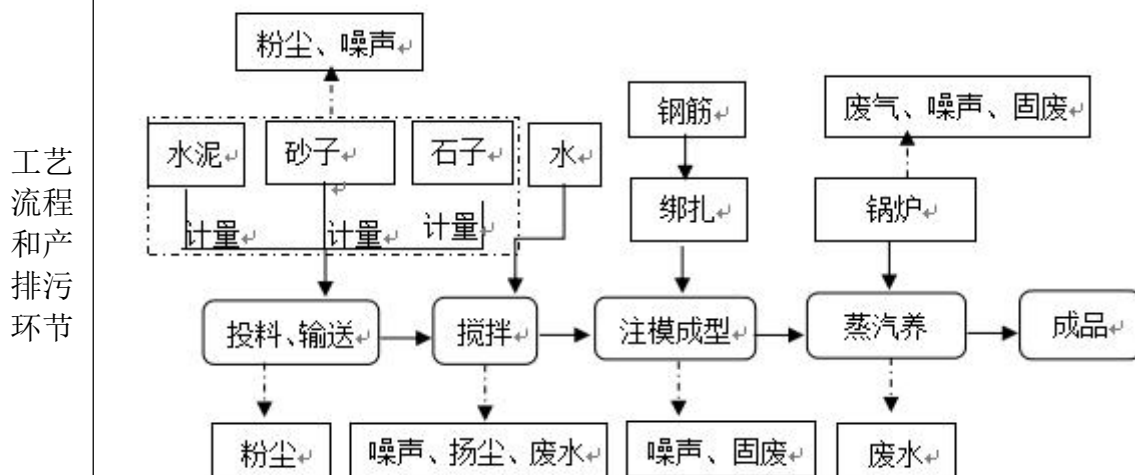 工艺
流程
和产
排污
环节
粉尘、噪声
水泥
砂子
石子
水
计量
计量
计量
钢筋
绑扎
废气、噪声、固废
锅炉
投料、输送
搅拌
注模成型
蒸汽养
成品
粉尘
噪声、扬尘、废水
噪声、固废
废水